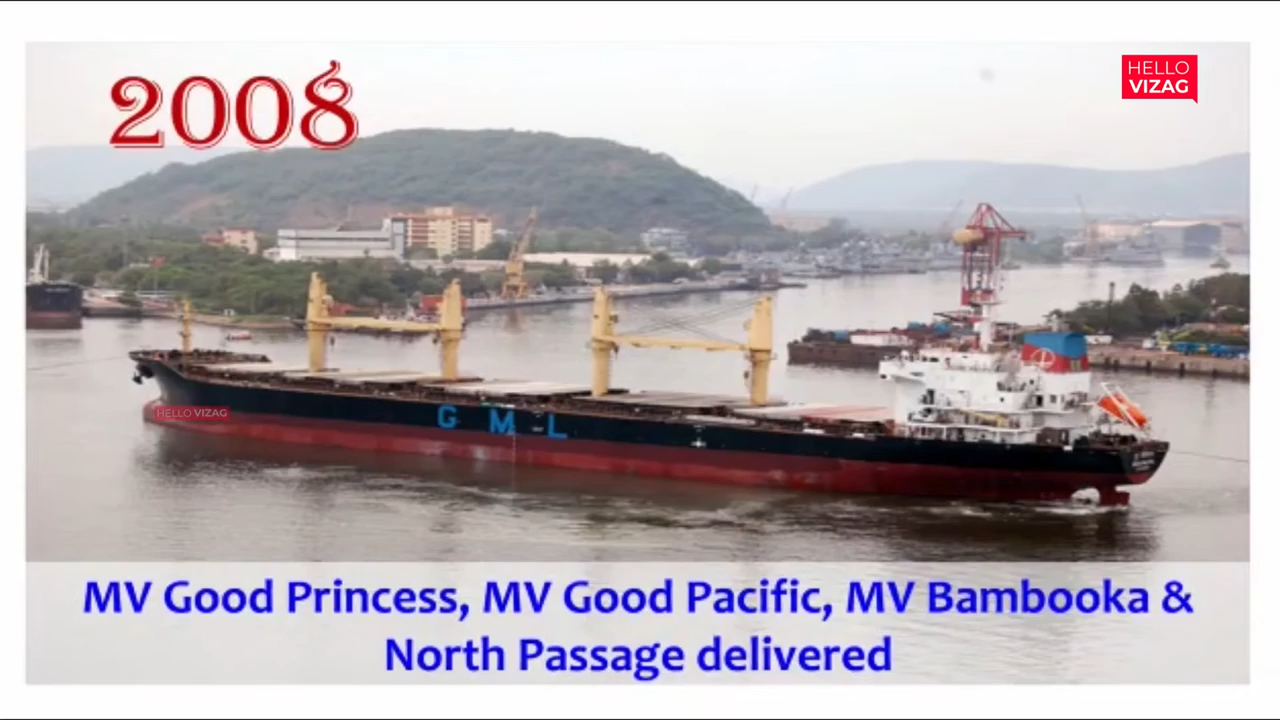 2008
HELLO
VIZAG
HELLO VIZAG
G M L
MV Good Princess, MV Good Pacific, MV Bambooka &
North Passage delivered